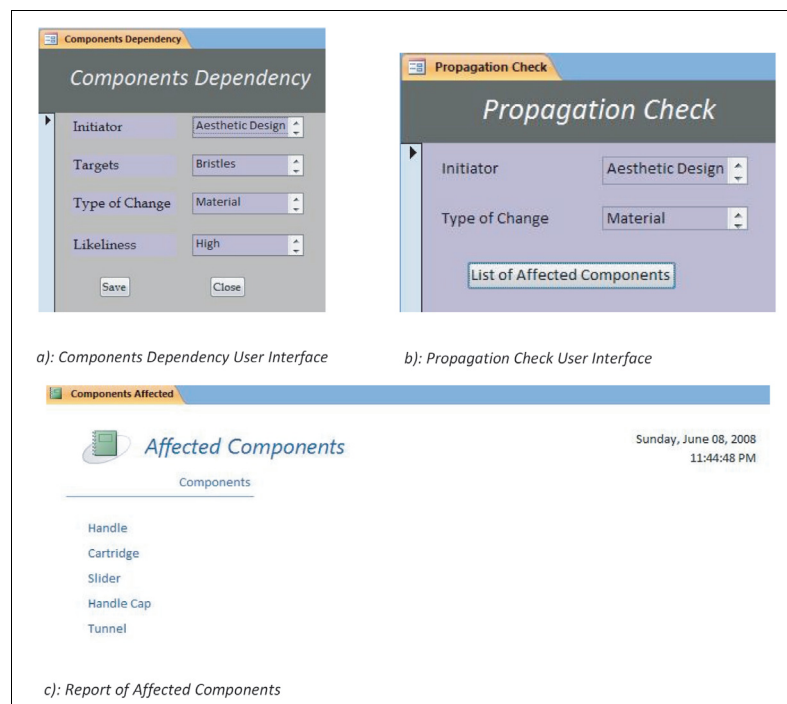 Components Dependency
Components Dependency
Initiator Aesthetic Design
Targets Bristles
Type of Change Material
Likeliness High
Save Close
a): Components Dependency User Interface
Propagation Check
Propagation Check
Initiator Aesthetic Design
Type of Change Material
List of Affected Components
b): Propagation Check User Interface
Components Affected
Affected Components
Sunday, June 08, 2008
11:44:48 PM
Components
Handle
Cartridge
Slider
Handle Cap
Tunnel
c): Report of Affected Components